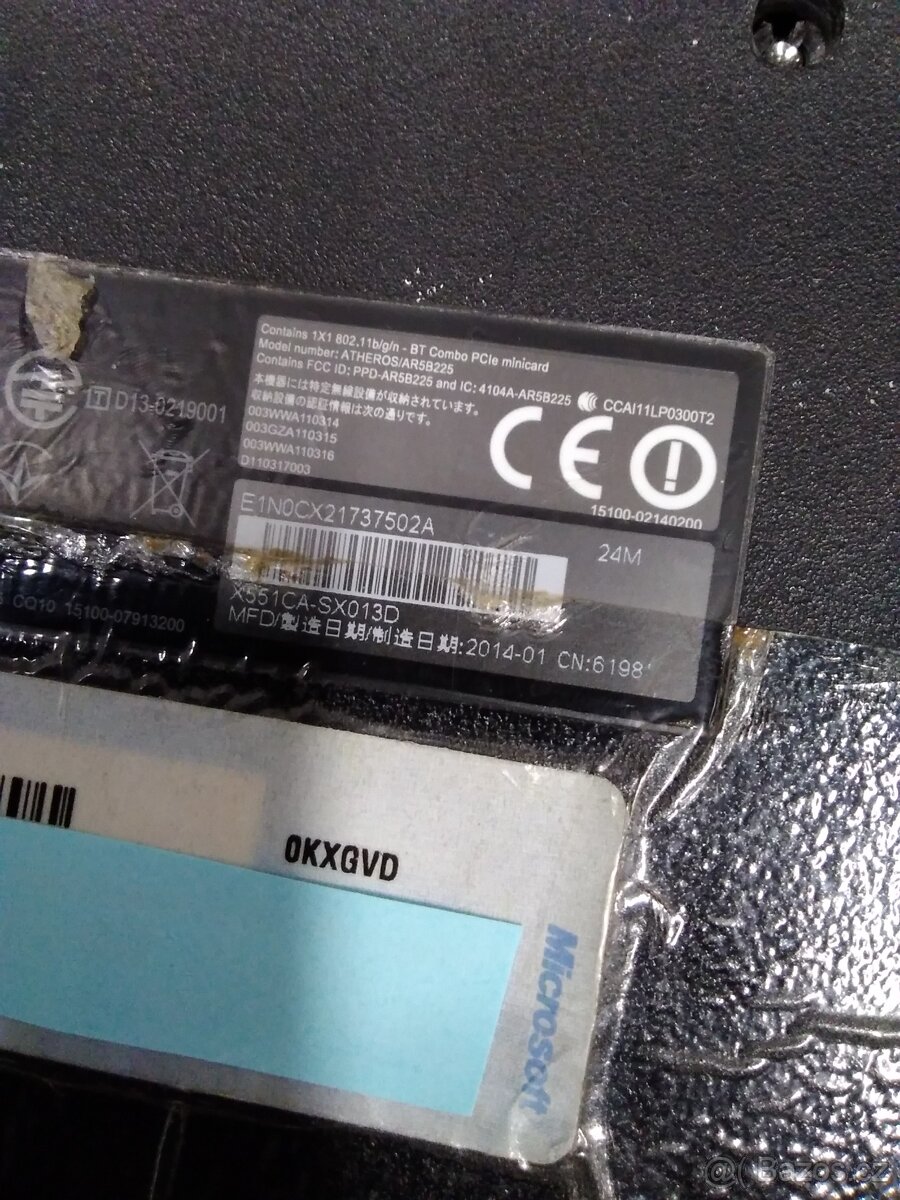 Contains 1X1 802.11b/g/n - BT Combo PCIe minicard
Model number: ATHEROS/AR5B225
Contains FCC ID: PPD-AR5B225 and IC: 4104A-AR5B225
CCAI11LP0300T2
本機器には特定無線設備が収納されています。
収納設備の認証情報は次の通りです。
003WWA110314
003GZA110315
003WWA110316
D110317003
CE
15100-02140200
T D13-0219001
E1N0CX21737502A
24M
X551CA-SX013D
MFD/製造日期/制造日期:2014-01 CN:6198
CQ10 15100-07913200
0KXGVD
Microsoft
Bazos.cz